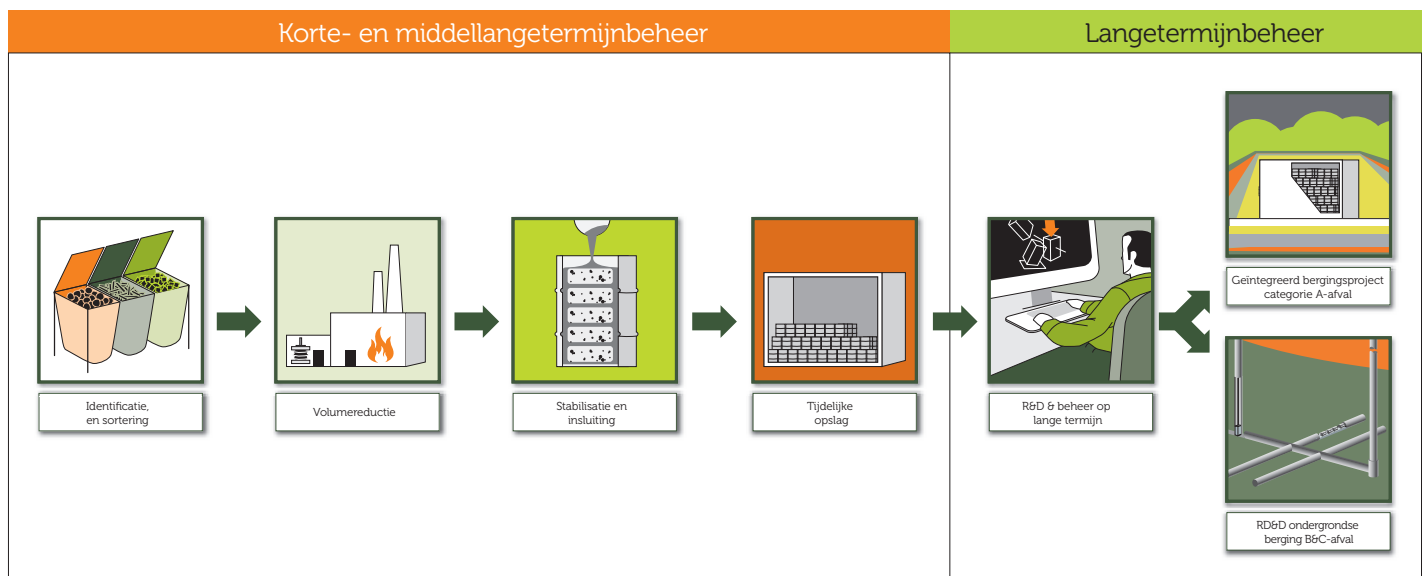 Korte- en middellangetermijnbeheer
Langetermijnbeheer
Identificatie,
en sortering
Volumereductie
Stabilisatie en
insluiting
Tijdelijke
opslag
R&D & beheer op
lange termijn
Geïntegreerd bergingsproject
categorie A-afval
RD&D ondergrondse
berging B&C-afval